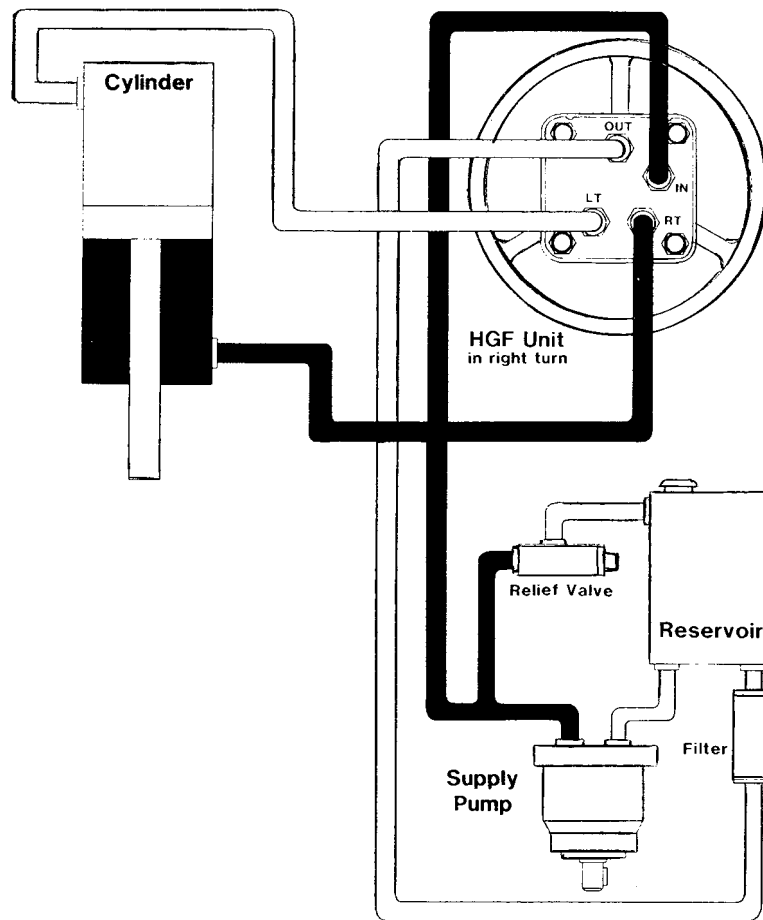 Cylinder
OUT
IN
LT
RT
HGF Unit
in right turn
Relief Valve
Reservoir
Filter
Supply
Pump